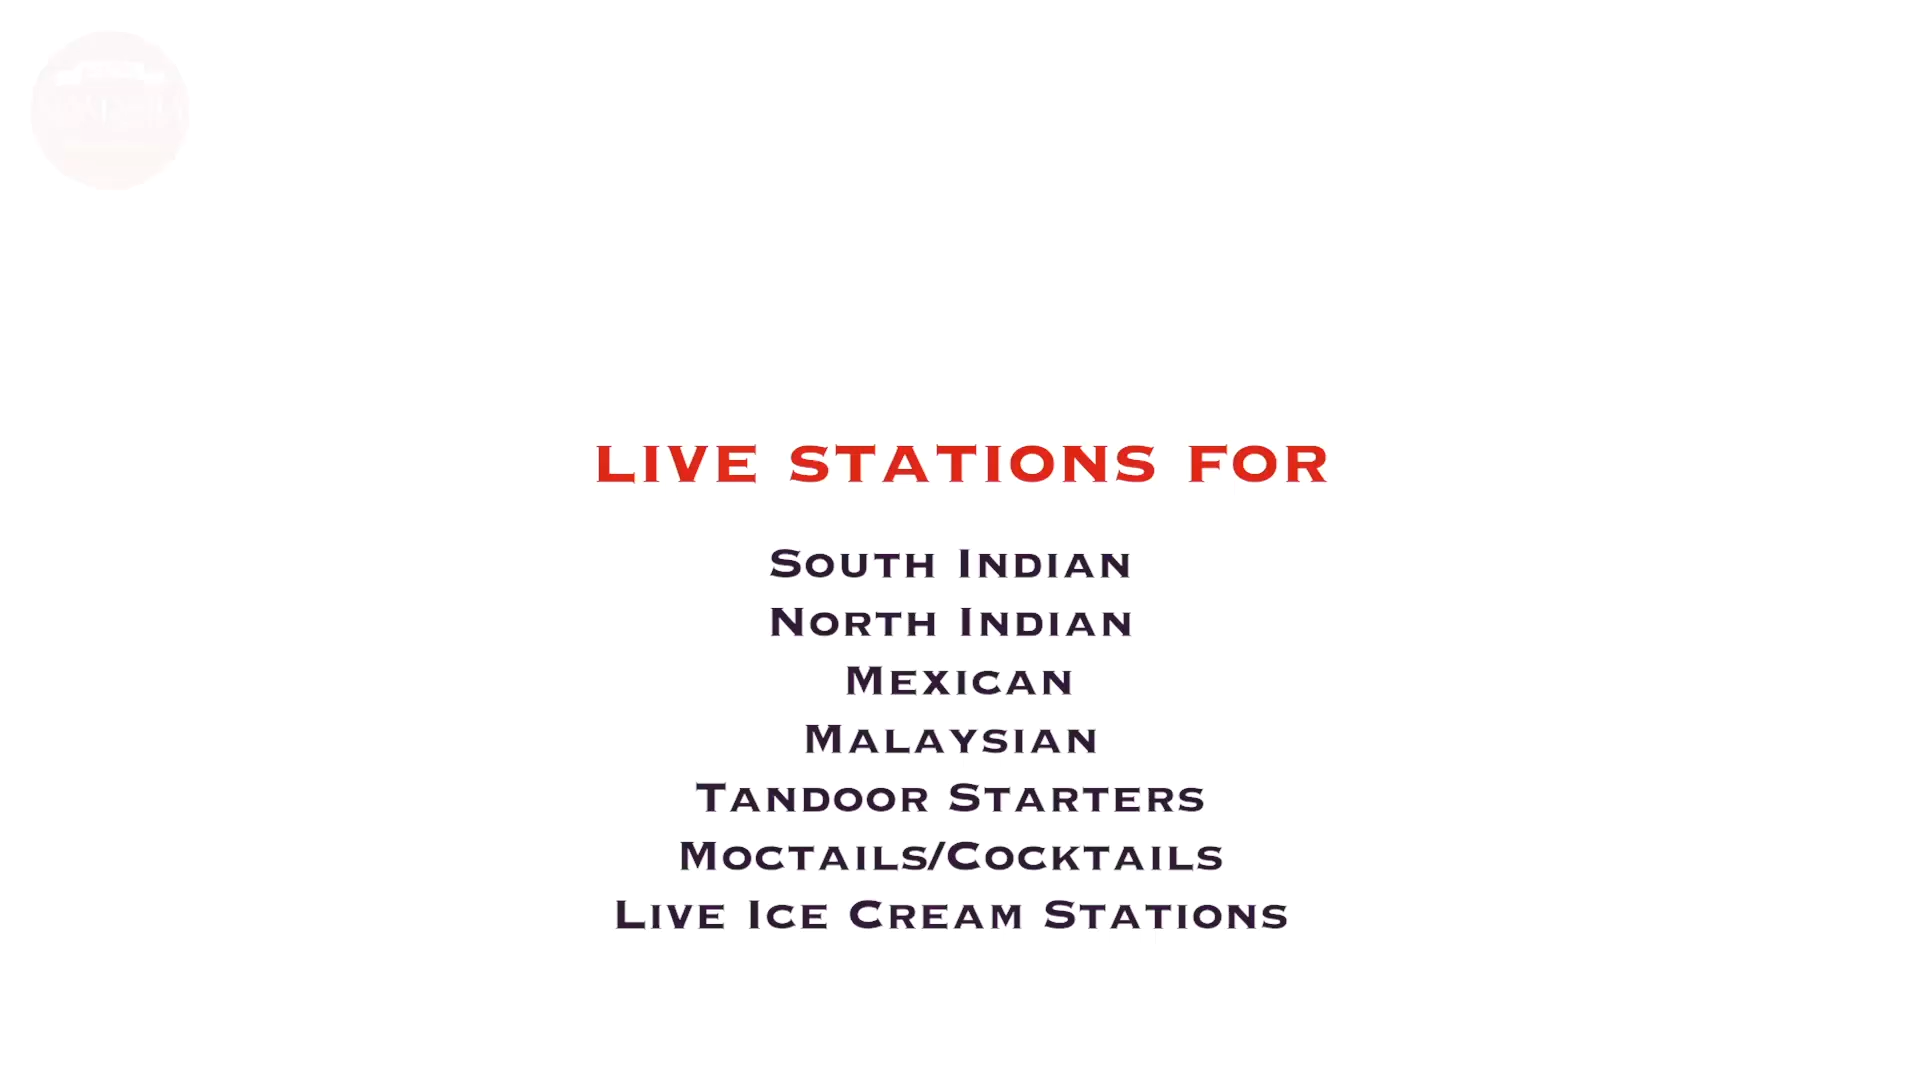 LIVE STATIONS FOR
South Indian
North Indian
Mexican
Malaysian
Tandoor Starters
Moctails/Cocktails
Live Ice Cream Stations